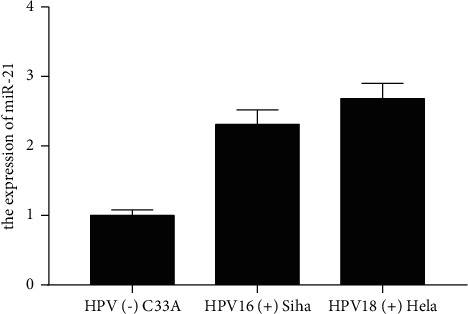 4
3
2
1
0
the expression of miR-21
HPV (-) C33A
HPV16 (+) Siha
HPV18 (+) Hela